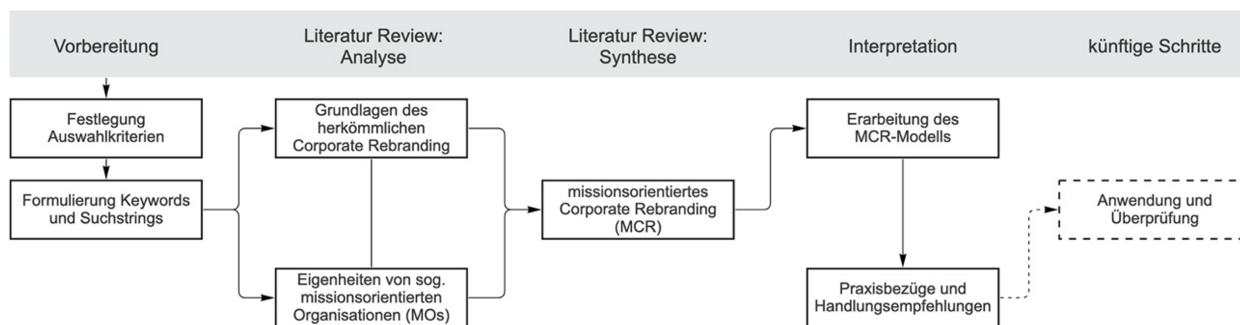 Vorbereitung
Literatur Review:
Analyse
Literatur Review:
Synthese
Interpretation
künftige Schritte
Festlegung
Auswahlkriterien
Formulierung Keywords
und Suchstrings
Grundlagen des
herkömmlichen
Corporate Rebranding
Eigenheiten von sog.
missionsorientierten
Organisationen (MOs)
missionsorientiertes
Corporate Rebranding
(MCR)
Erarbeitung des
MCR-Modells
Praxisbezüge und
Handlungsempfehlungen
Anwendung und
Überprüfung